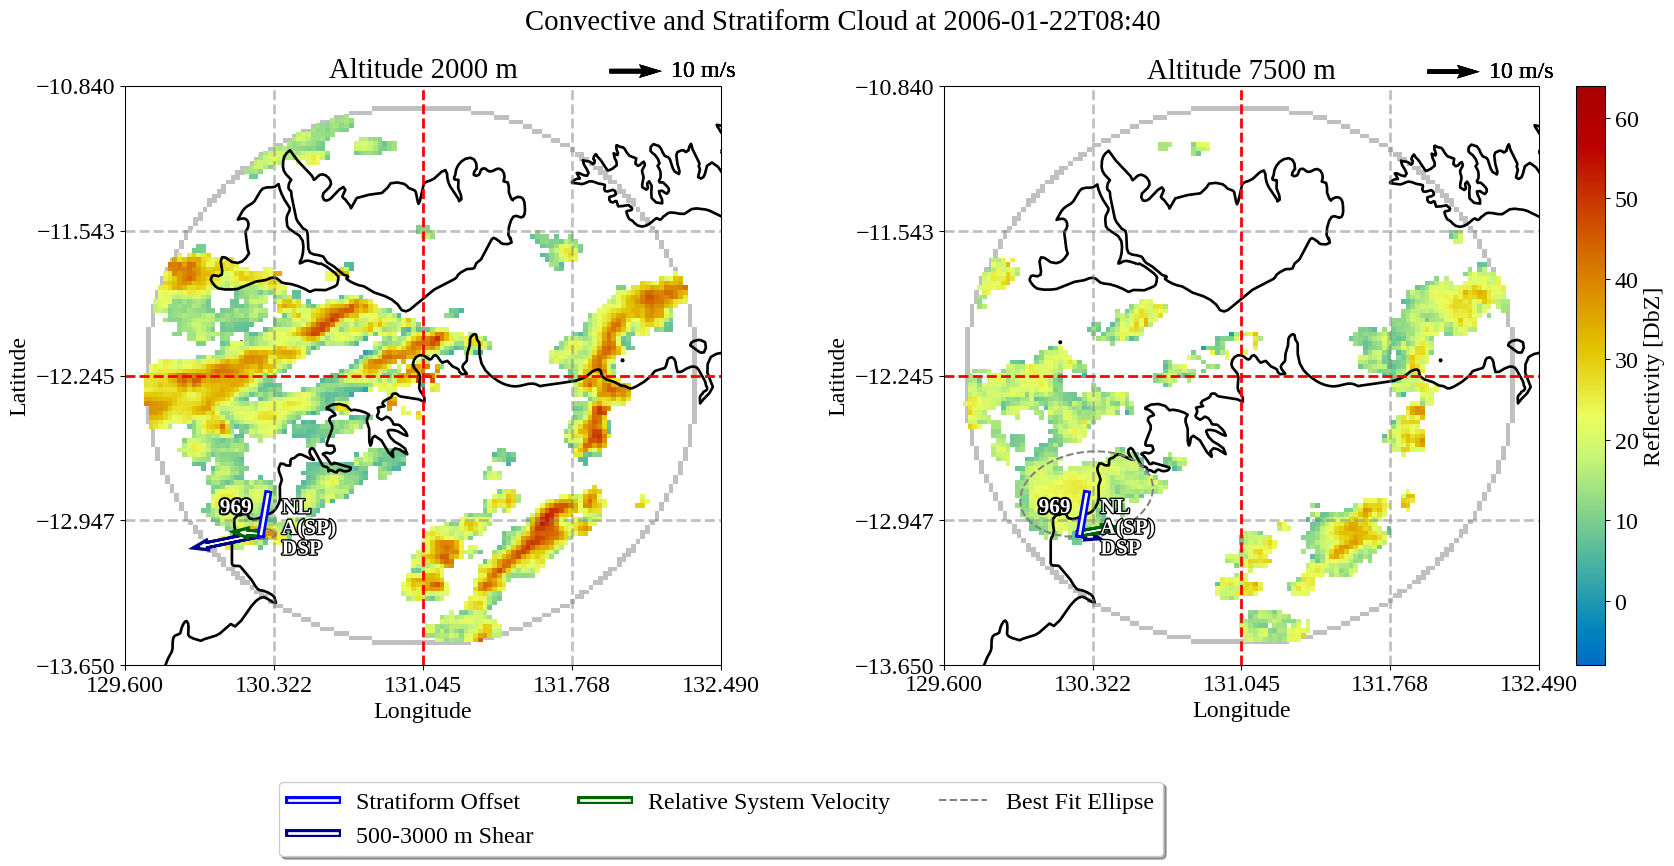 Convective and Stratiform Cloud at 2006-01-22T08:40
Altitude 2000 m
10 m/s
Altitude 7500 m
10 m/s
−10.840
−11.543
−12.245
−12.947
−13.650
Latitude
129.600
130.322
131.045
131.768
132.490
Longitude
969
NL
A(SP)
DSP
−10.840
−11.543
−12.245
−12.947
−13.650
Latitude
129.600
130.322
131.045
131.768
132.490
Longitude
969
NL
A(SP)
DSP
60
50
40
30
20
10
0
Reflectivity [DbZ]
Stratiform Offset
500-3000 m Shear
Relative System Velocity
Best Fit Ellipse